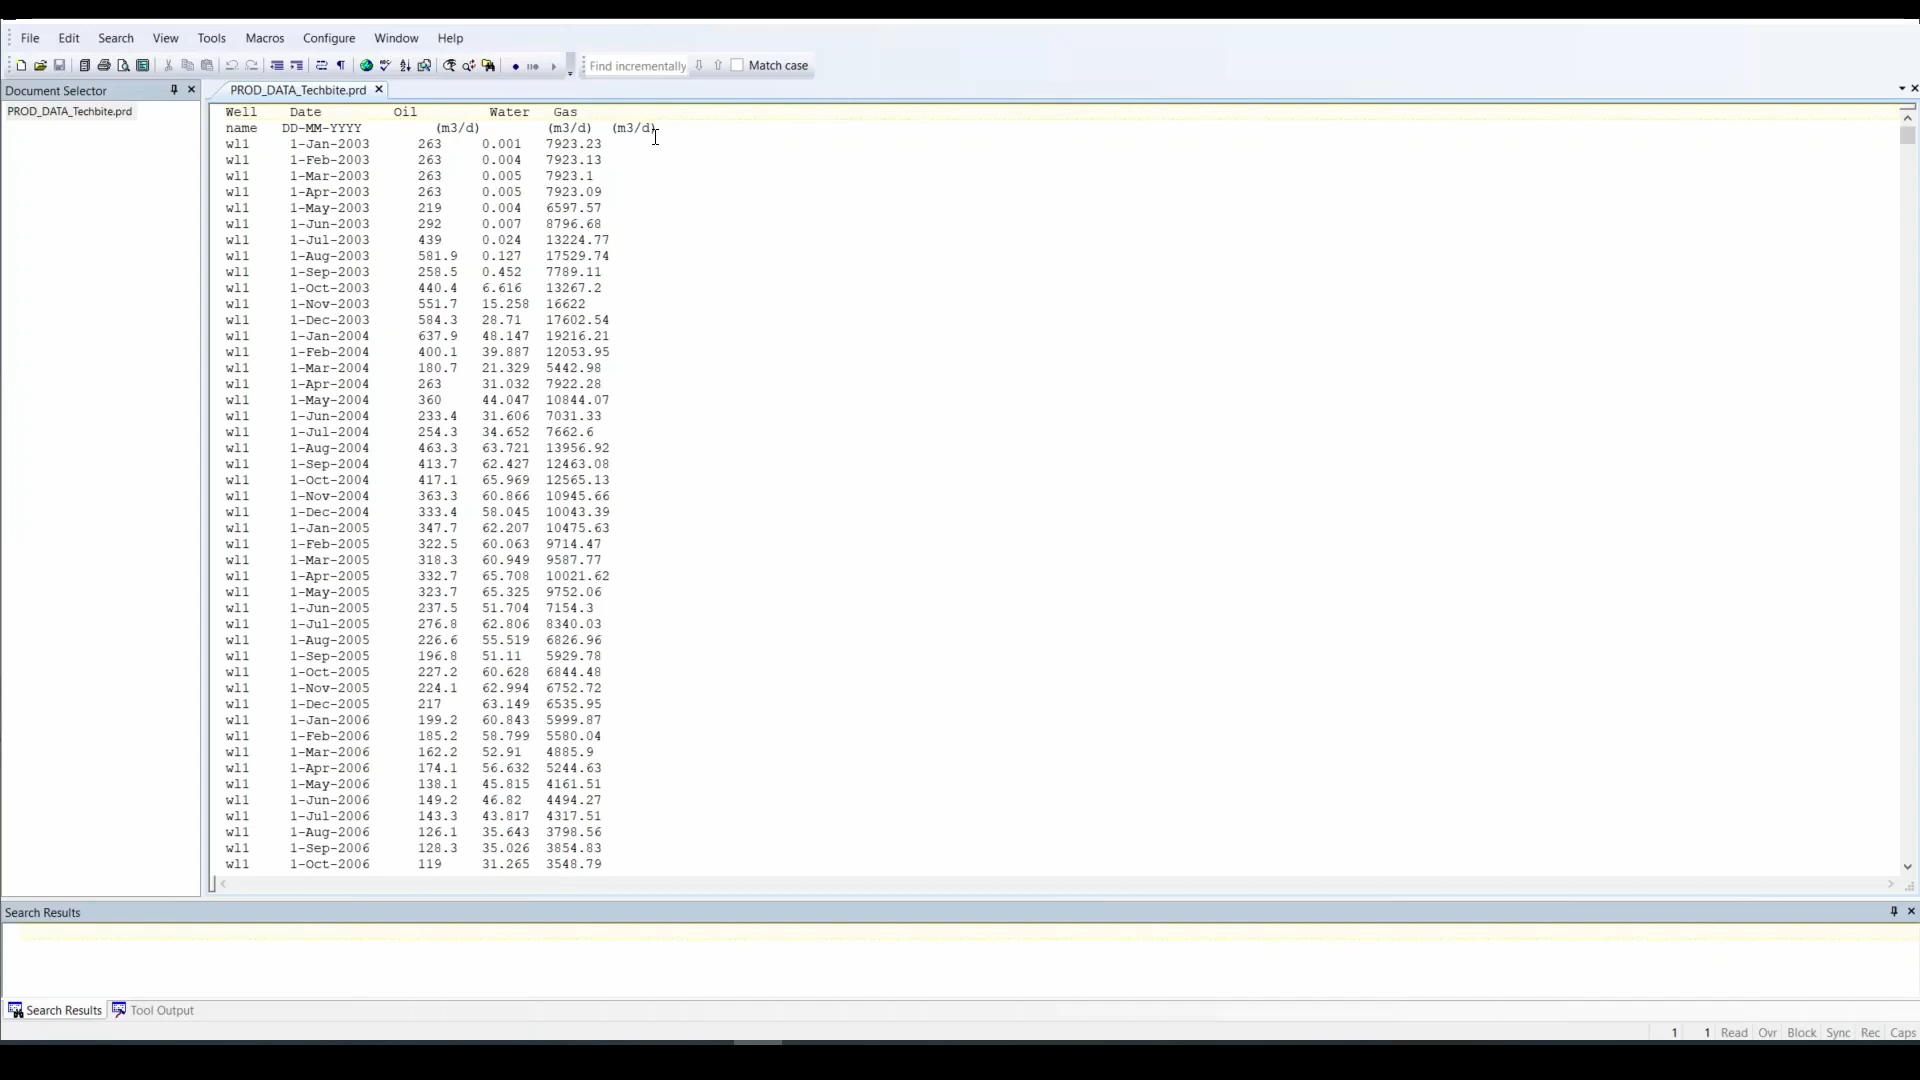 File Edit Search View Tools Macros Configure Window Help
Find incrementally Match case
Document Selector
PROD_DATA_Techbite.prd
PROD_DATA_Techbite.prd
Well Date Oil Water Gas
name DD-MM-YYYY (m3/d) (m3/d) (m3/d)
wl1 1-Jan-2003 263 0.001 7923.23
wl1 1-Feb-2003 263 0.004 7923.13
wl1 1-Mar-2003 263 0.005 7923.1
wl1 1-Apr-2003 263 0.005 7923.09
wl1 1-May-2003 219 0.004 6597.57
wl1 1-Jun-2003 292 0.007 8796.68
wl1 1-Jul-2003 439 0.024 13224.77
wl1 1-Aug-2003 581.9 0.127 17529.74
wl1 1-Sep-2003 258.5 0.452 7789.11
wl1 1-Oct-2003 440.4 6.616 13267.2
wl1 1-Nov-2003 551.7 15.258 16622
wl1 1-Dec-2003 584.3 28.71 17602.54
wl1 1-Jan-2004 637.9 48.147 19216.21
wl1 1-Feb-2004 400.1 39.887 12053.95
wl1 1-Mar-2004 180.7 21.329 5442.98
wl1 1-Apr-2004 263 31.032 7922.28
wl1 1-May-2004 360 44.047 10844.07
wl1 1-Jun-2004 233.4 31.606 7031.33
wl1 1-Jul-2004 254.3 34.652 7662.6
wl1 1-Aug-2004 463.3 63.721 13956.92
wl1 1-Sep-2004 413.7 62.427 12463.08
wl1 1-Oct-2004 417.1 65.969 12565.13
wl1 1-Nov-2004 363.3 60.866 10945.66
wl1 1-Dec-2004 333.4 58.045 10043.39
wl1 1-Jan-2005 347.7 62.207 10475.63
wl1 1-Feb-2005 322.5 60.063 9714.47
wl1 1-Mar-2005 318.3 60.949 9587.77
wl1 1-Apr-2005 332.7 65.708 10021.62
wl1 1-May-2005 323.7 65.325 9752.06
wl1 1-Jun-2005 237.5 51.704 7154.3
wl1 1-Jul-2005 276.8 62.806 8340.03
wl1 1-Aug-2005 226.6 55.519 6826.96
wl1 1-Sep-2005 196.8 51.11 5929.78
wl1 1-Oct-2005 227.2 60.628 6844.48
wl1 1-Nov-2005 224.1 62.994 6752.72
wl1 1-Dec-2005 217 63.149 6535.95
wl1 1-Jan-2006 199.2 60.843 5999.87
wl1 1-Feb-2006 185.2 58.799 5580.04
wl1 1-Mar-2006 162.2 52.91 4885.9
wl1 1-Apr-2006 174.1 56.632 5244.63
wl1 1-May-2006 138.1 45.815 4161.51
wl1 1-Jun-2006 149.2 46.82 4494.27
wl1 1-Jul-2006 143.3 43.817 4317.51
wl1 1-Aug-2006 126.1 35.643 3798.56
wl1 1-Sep-2006 128.3 35.026 3854.83
wl1 1-Oct-2006 119 31.265 3548.79
Search Results
Search Results Tool Output
1 1 Read Ovr Block Sync Rec Caps